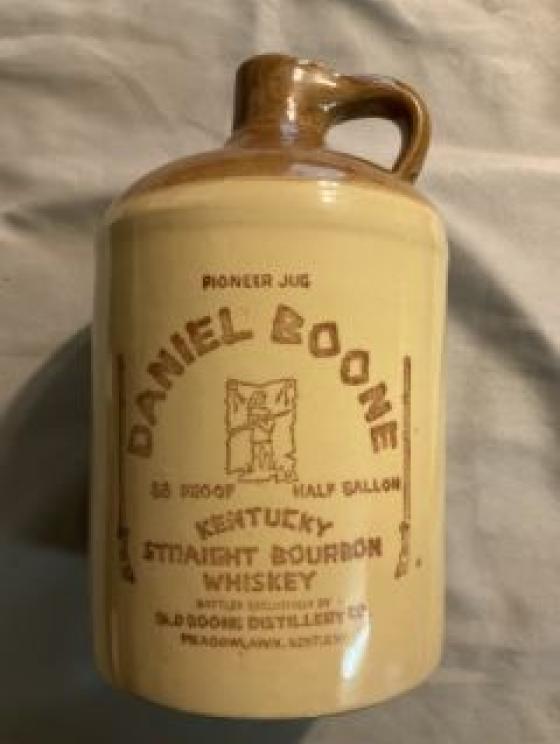 PIONEER JUG
DANIEL BOONE
86 PROOF HALF GALLON
KENTUCKY
STRAIGHT BOURBON
WHISKEY
BOTTLED EXCLUSIVELY BY
OLD BOONE DISTILLERY CO.
MEADOWLAWN, KENTUCKY